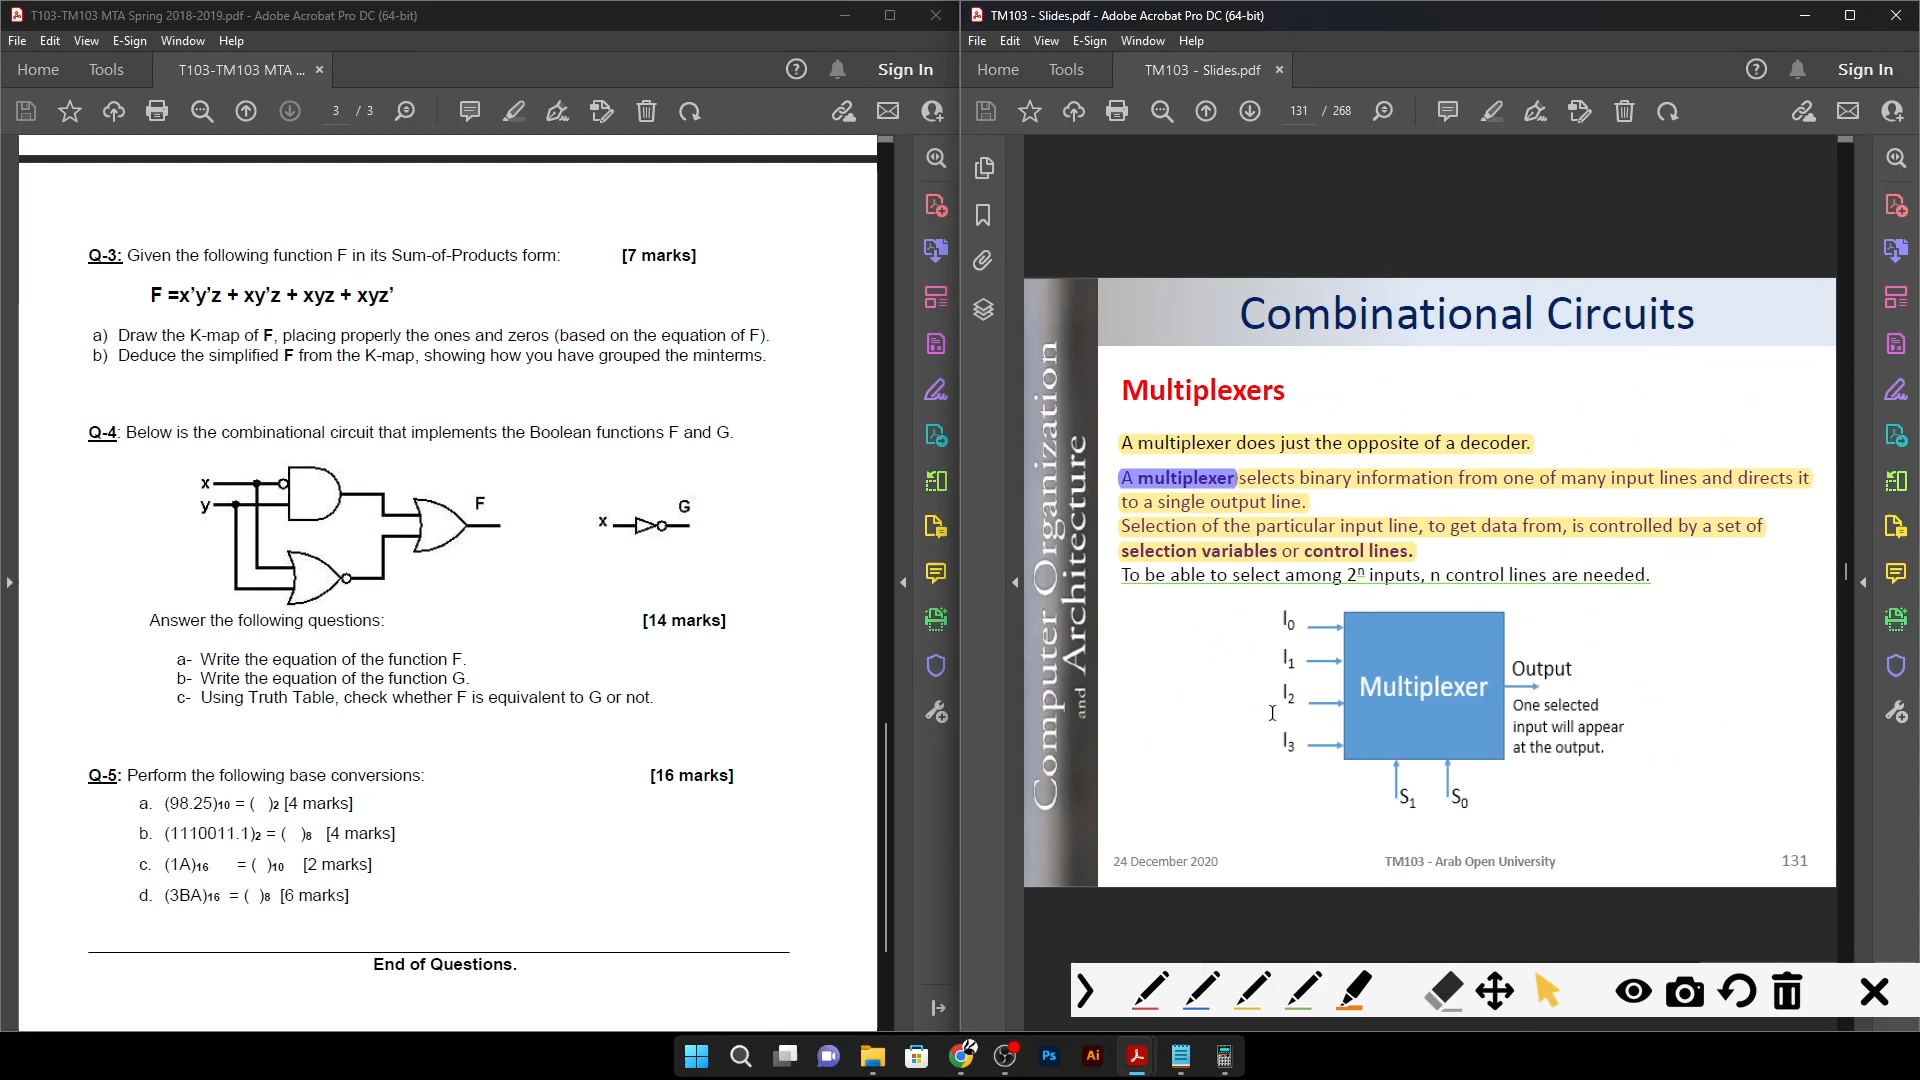 T103-TM103 MTA Spring 2018-2019.pdf - Adobe Acrobat Pro DC (64-bit)
File Edit View E-Sign Window Help
Home Tools T103-TM103 MTA ... × Sign In
3 / 3
Q-3: Given the following function F in its Sum-of-Products form: [7 marks]
F =x’y’z + xy’z + xyz + xyz’
a) Draw the K-map of F, placing properly the ones and zeros (based on the equation of F).
b) Deduce the simplified F from the K-map, showing how you have grouped the minterms.
Q-4: Below is the combinational circuit that implements the Boolean functions F and G.
x
y
F
x
G
Answer the following questions: [14 marks]
a- Write the equation of the function F.
b- Write the equation of the function G.
c- Using Truth Table, check whether F is equivalent to G or not.
Q-5: Perform the following base conversions: [16 marks]
a. (98.25)10 = ( )2 [4 marks]
b. (1110011.1)2 = ( )8 [4 marks]
c. (1A)16 = ( )10 [2 marks]
d. (3BA)16 = ( )8 [6 marks]
End of Questions.
TM103 - Slides.pdf - Adobe Acrobat Pro DC (64-bit)
File Edit View E-Sign Window Help
Home Tools TM103 - Slides.pdf × Sign In
131 / 268
Computer Organization
and Architecture
Combinational Circuits
Multiplexers
A multiplexer does just the opposite of a decoder.
A multiplexer selects binary information from one of many input lines and directs it
to a single output line.
Selection of the particular input line, to get data from, is controlled by a set of
selection variables or control lines.
To be able to select among 2ⁿ inputs, n control lines are needed.
I0
I1
I2
I3
Multiplexer
Output
One selected
input will appear
at the output.
S1 S0
24 December 2020 TM103 - Arab Open University 131
Ps Ai